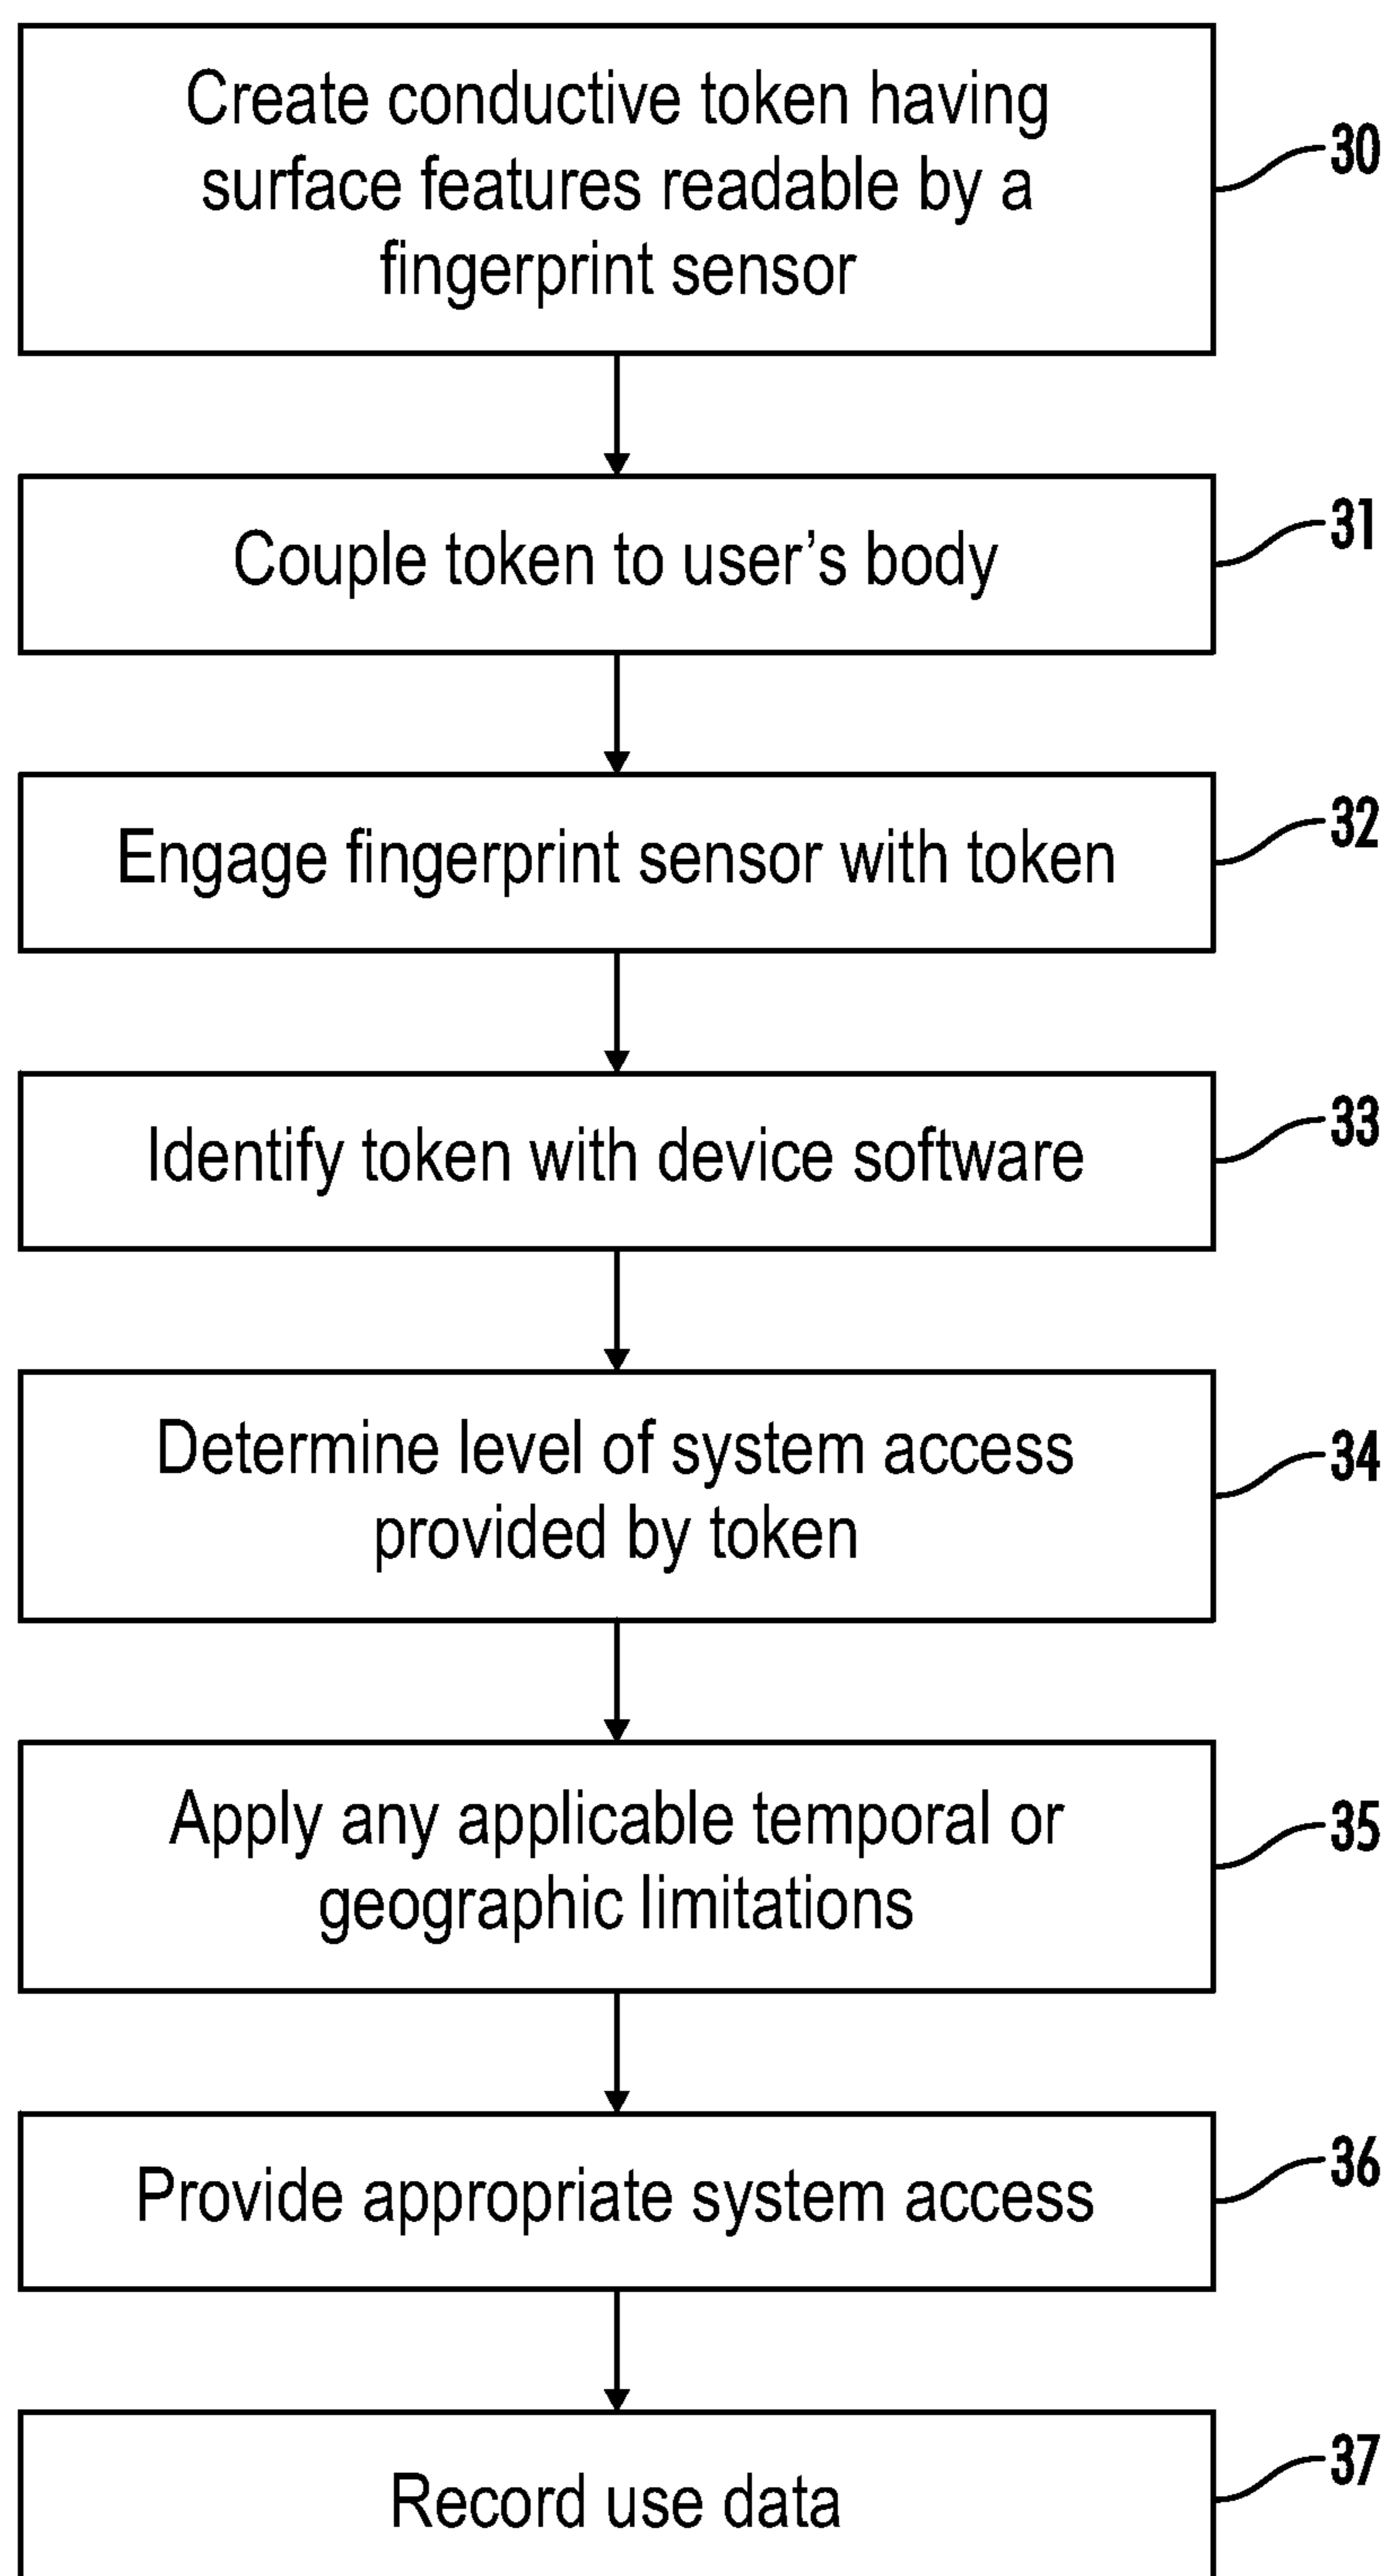 Create conductive token having
surface features readable by a
fingerprint sensor
30
Couple token to user’s body
31
Engage fingerprint sensor with token
32
Identify token with device software
33
Determine level of system access
provided by token
34
Apply any applicable temporal or
geographic limitations
35
Provide appropriate system access
36
Record use data
37